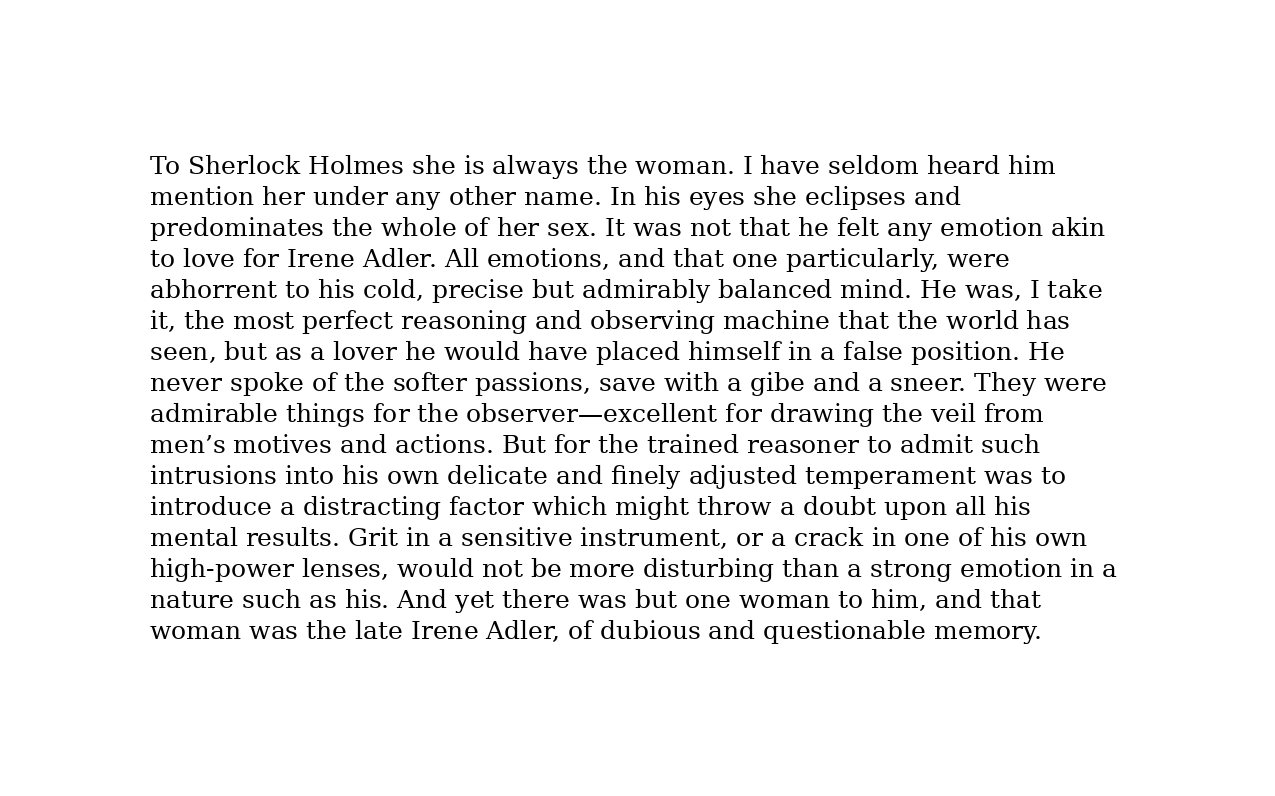 To Sherlock Holmes she is always the woman. I have seldom heard him
mention her under any other name. In his eyes she eclipses and
predominates the whole of her sex. It was not that he felt any emotion akin
to love for Irene Adler. All emotions, and that one particularly, were
abhorrent to his cold, precise but admirably balanced mind. He was, I take
it, the most perfect reasoning and observing machine that the world has
seen, but as a lover he would have placed himself in a false position. He
never spoke of the softer passions, save with a gibe and a sneer. They were
admirable things for the observer—excellent for drawing the veil from
men’s motives and actions. But for the trained reasoner to admit such
intrusions into his own delicate and finely adjusted temperament was to
introduce a distracting factor which might throw a doubt upon all his
mental results. Grit in a sensitive instrument, or a crack in one of his own
high-power lenses, would not be more disturbing than a strong emotion in a
nature such as his. And yet there was but one woman to him, and that
woman was the late Irene Adler, of dubious and questionable memory.